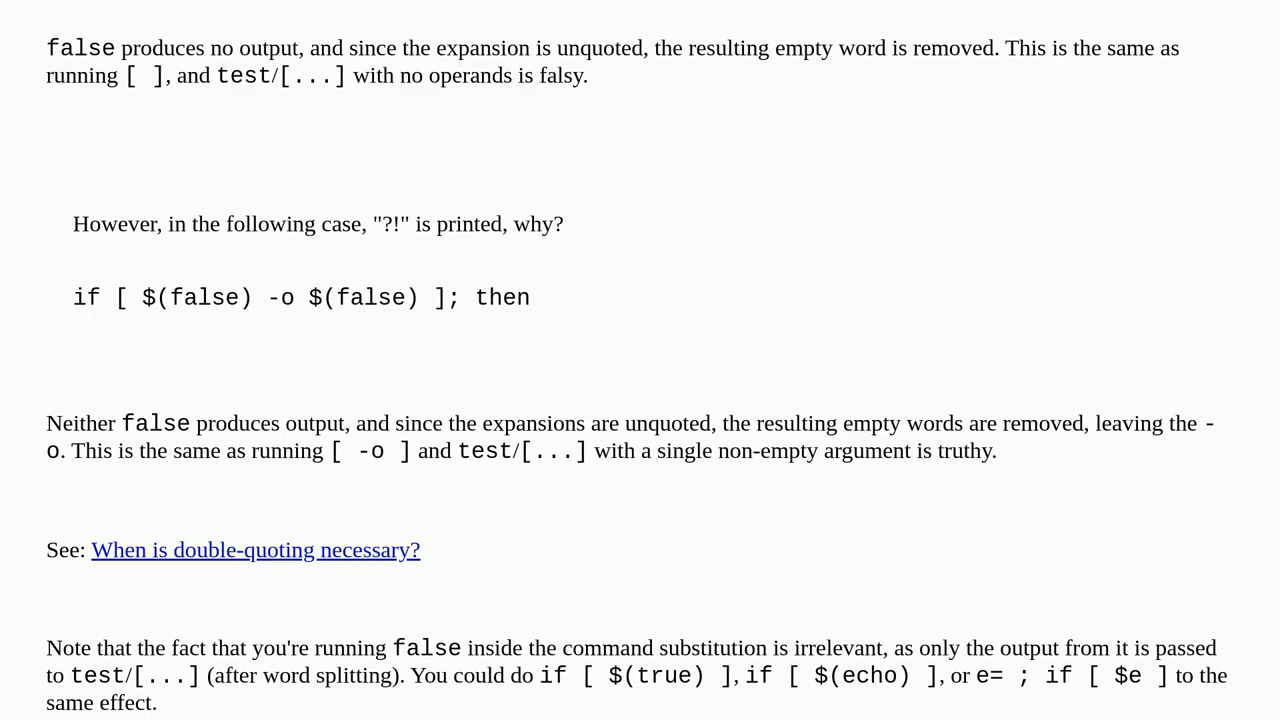 false produces no output, and since the expansion is unquoted, the resulting empty word is removed. This is the same as
running [ ], and test/[...] with no operands is falsy.
However, in the following case, "?!" is printed, why?
if [ $(false) -o $(false) ]; then
Neither false produces output, and since the expansions are unquoted, the resulting empty words are removed, leaving the -
o. This is the same as running [ -o ] and test/[...] with a single non-empty argument is truthy.
See: When is double-quoting necessary?
Note that the fact that you're running false inside the command substitution is irrelevant, as only the output from it is passed
to test/[...] (after word splitting). You could do if [ $(true) ], if [ $(echo) ], or e= ; if [ $e ] to the
same effect.